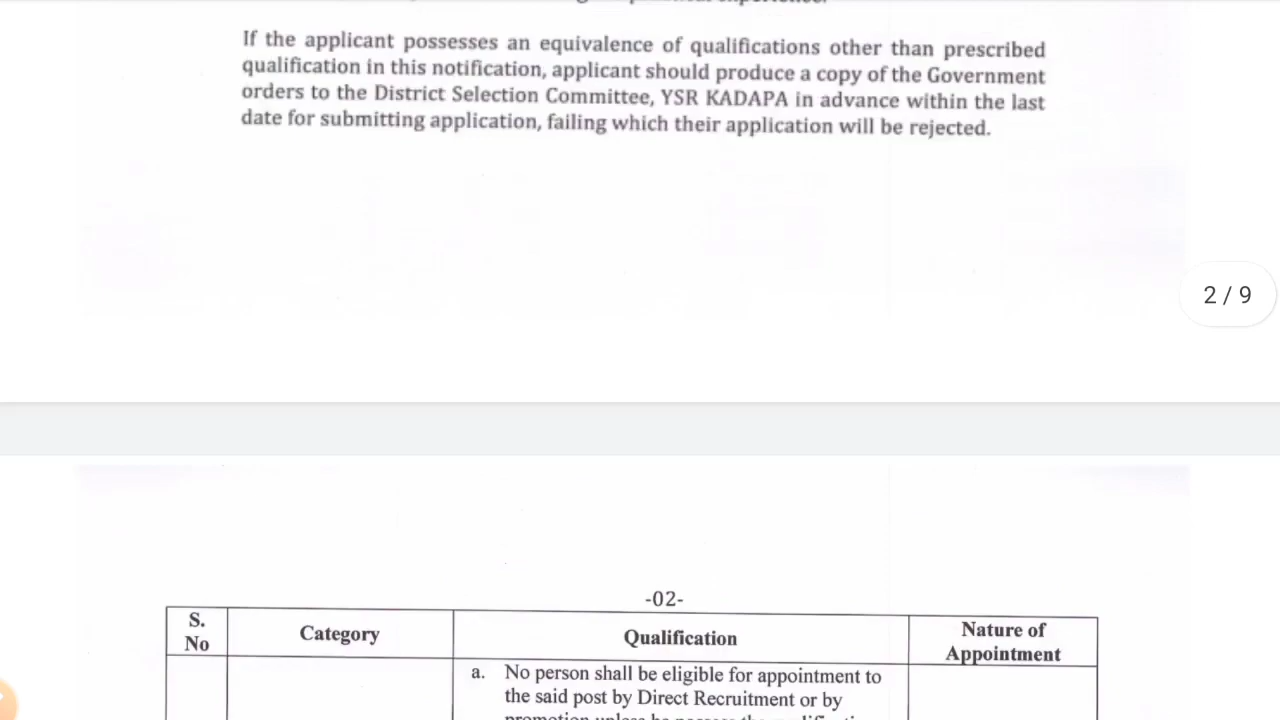 If the applicant possesses an equivalence of qualifications other than prescribed
qualification in this notification, applicant should produce a copy of the Government
orders to the District Selection Committee, YSR KADAPA in advance within the last
date for submitting application, failing which their application will be rejected.
2 / 9
-02-
S. No
Category
Qualification
Nature of Appointment
a. No person shall be eligible for appointment to
the said post by Direct Recruitment or by